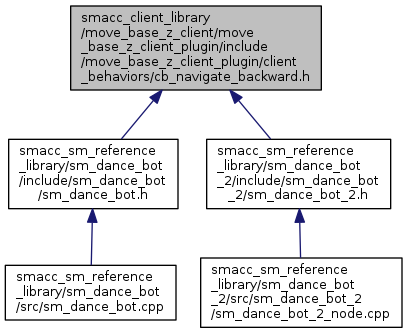 smacc_client_library
/move_base_z_client/move
_base_z_client_plugin/include
/move_base_z_client_plugin/client
_behaviors/cb_navigate_backward.h
smacc_sm_reference
_library/sm_dance_bot
/include/sm_dance_bot
/sm_dance_bot.h
smacc_sm_reference
_library/sm_dance_bot
_2/include/sm_dance_bot
_2/sm_dance_bot_2.h
smacc_sm_reference
_library/sm_dance_bot
/src/sm_dance_bot.cpp
smacc_sm_reference
_library/sm_dance_bot
_2/src/sm_dance_bot_2
/sm_dance_bot_2_node.cpp